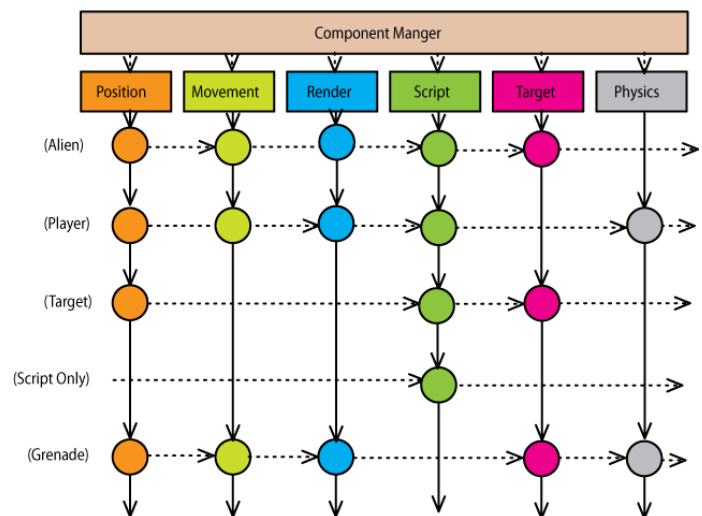 Component Manger
Position Movement Render Script Target Physics
(Alien)
(Player)
(Target)
(Script Only)
(Grenade)